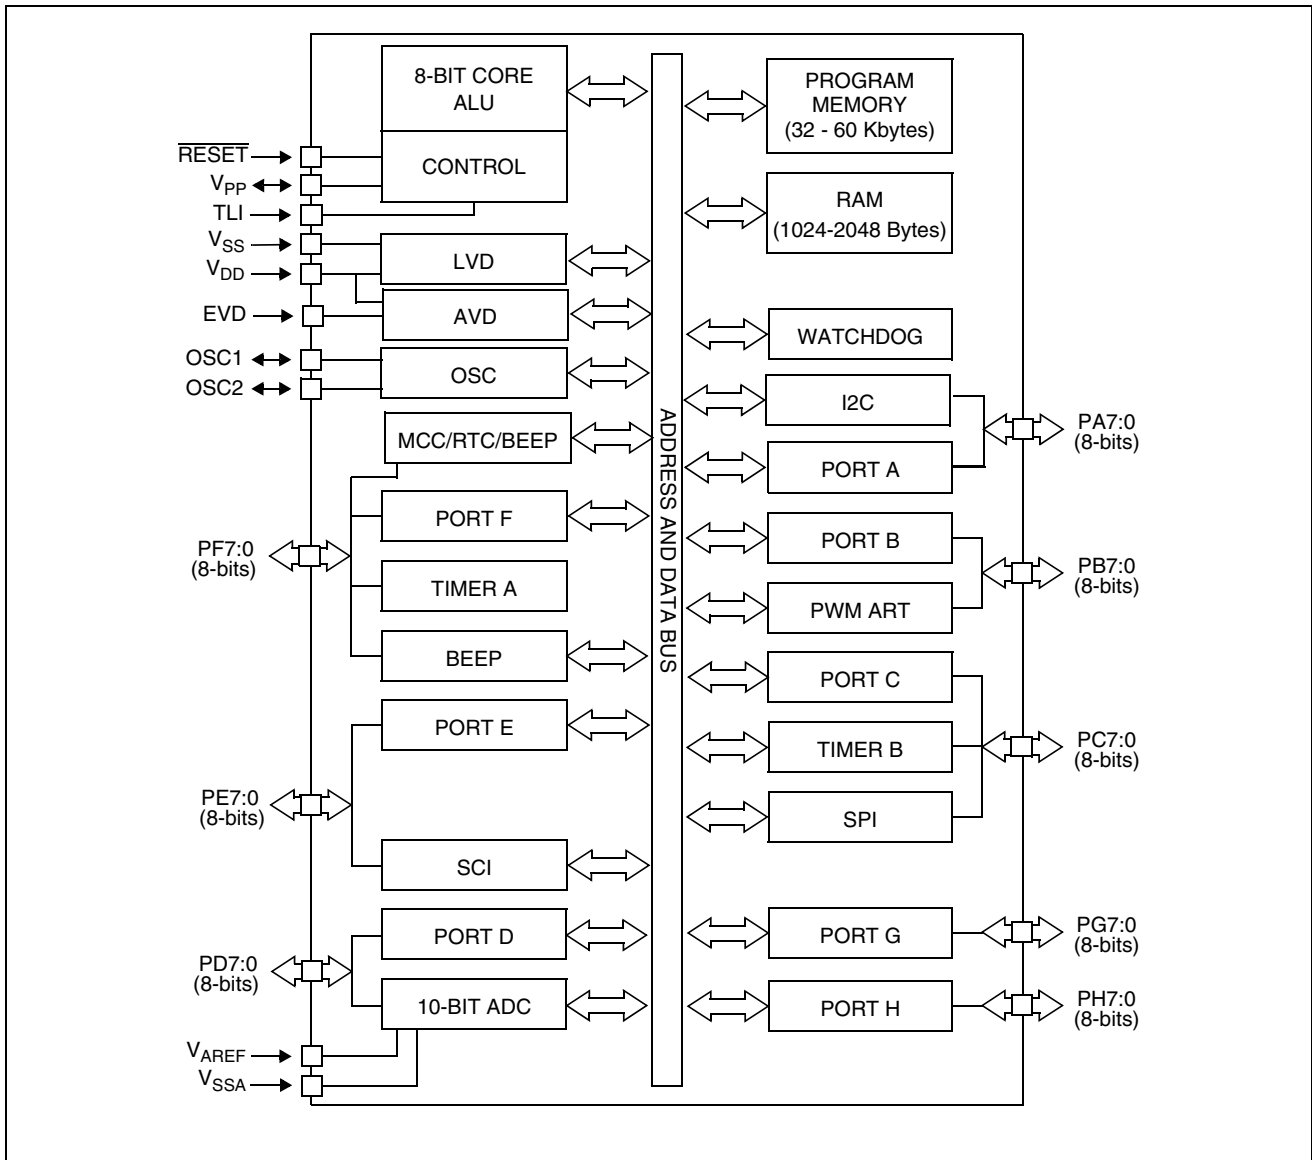 8-BIT CORE
ALU
CONTROL
RESET
VPP
TLI
VSS
VDD
EVD
OSC1
OSC2
LVD
AVD
OSC
MCC/RTC/BEEP
PORT F
TIMER A
BEEP
PF7:0
(8-bits)
PORT E
SCI
PE7:0
(8-bits)
PORT D
10-BIT ADC
PD7:0
(8-bits)
VAREF
VSSA
ADDRESS AND DATA BUS
PROGRAM
MEMORY
(32 - 60 Kbytes)
RAM
(1024-2048 Bytes)
WATCHDOG
I2C
PORT A
PA7:0
(8-bits)
PORT B
PWM ART
PB7:0
(8-bits)
PORT C
TIMER B
SPI
PC7:0
(8-bits)
PORT G
PG7:0
(8-bits)
PORT H
PH7:0
(8-bits)